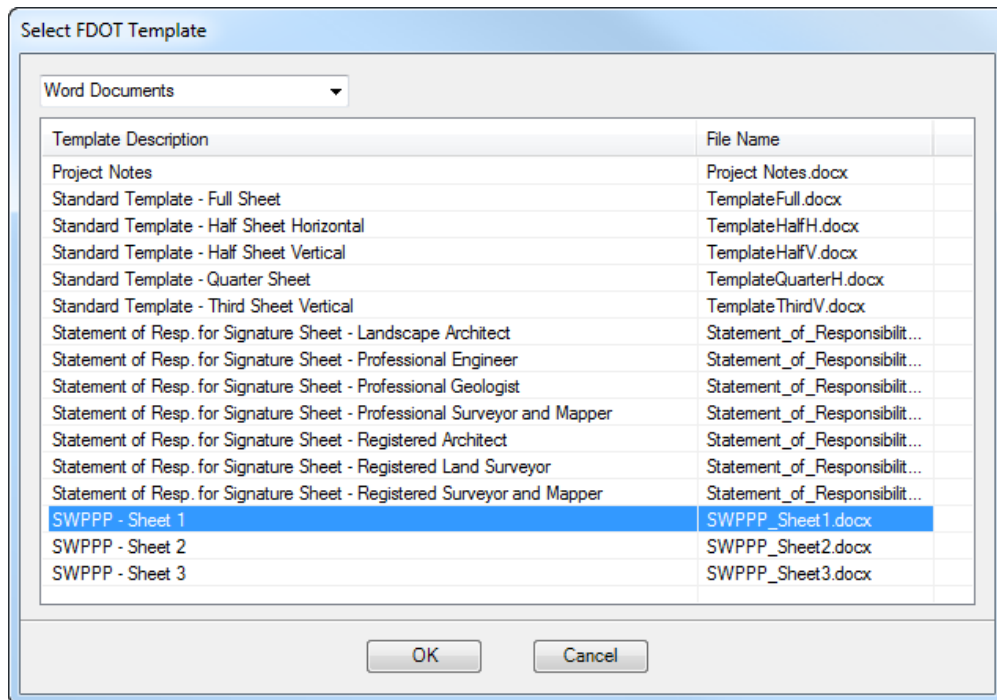 Select FDOT Template
Word Documents
Template Description File Name
Project Notes Project Notes.docx
Standard Template - Full Sheet TemplateFull.docx
Standard Template - Half Sheet Horizontal TemplateHalfH.docx
Standard Template - Half Sheet Vertical TemplateHalfV.docx
Standard Template - Quarter Sheet TemplateQuarterH.docx
Standard Template - Third Sheet Vertical TemplateThirdV.docx
Statement of Resp. for Signature Sheet - Landscape Architect Statement_of_Responsibilit...
Statement of Resp. for Signature Sheet - Professional Engineer Statement_of_Responsibilit...
Statement of Resp. for Signature Sheet - Professional Geologist Statement_of_Responsibilit...
Statement of Resp. for Signature Sheet - Professional Surveyor and Mapper Statement_of_Responsibilit...
Statement of Resp. for Signature Sheet - Registered Architect Statement_of_Responsibilit...
Statement of Resp. for Signature Sheet - Registered Land Surveyor Statement_of_Responsibilit...
Statement of Resp. for Signature Sheet - Registered Surveyor and Mapper Statement_of_Responsibilit...
SWPPP - Sheet 1 SWPPP_Sheet1.docx
SWPPP - Sheet 2 SWPPP_Sheet2.docx
SWPPP - Sheet 3 SWPPP_Sheet3.docx
OK Cancel